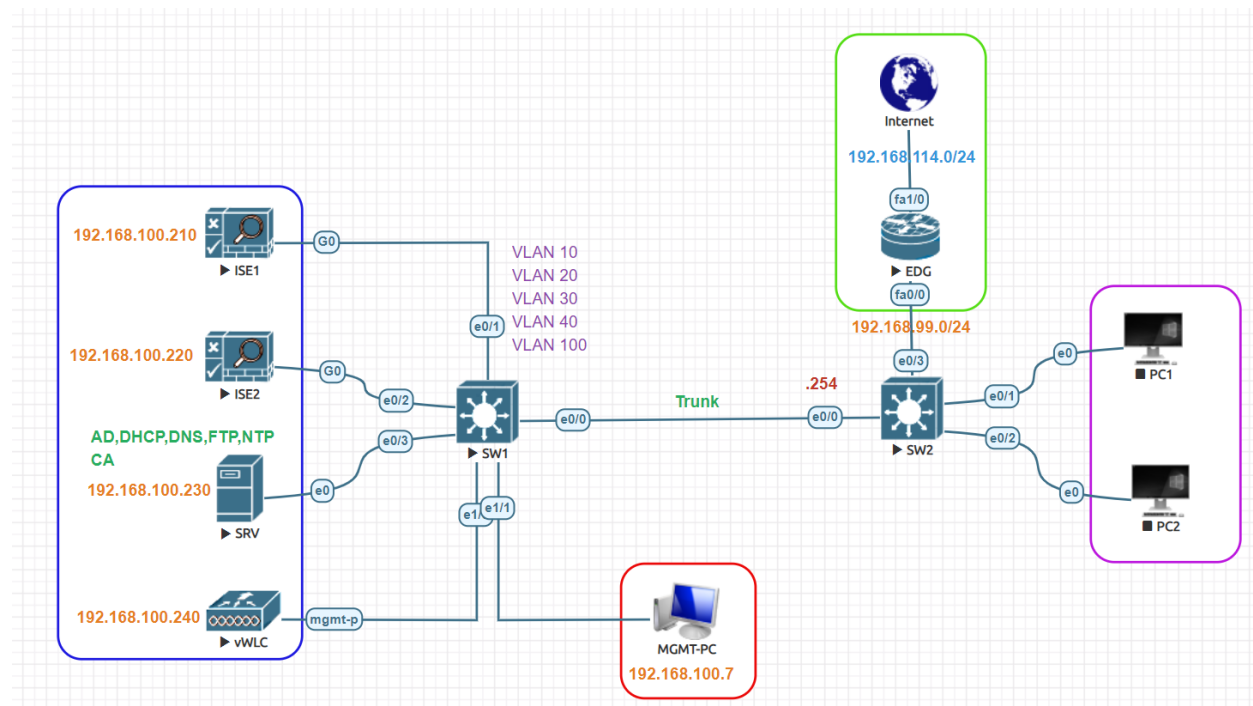 Internet
192.168.114.0/24
fa1/0
EDG
fa0/0
192.168.99.0/24
e0/3
192.168.100.210
ISE1
G0
VLAN 10
VLAN 20
VLAN 30
VLAN 40
VLAN 100
e0/1
192.168.100.220
ISE2
G0
e0/2
AD,DHCP,DNS,FTP,NTP
CA
192.168.100.230
SRV
e0
e0/3
SW1
e0/0
Trunk
.254
e0/0
SW2
e0/1
e0
PC1
e0/2
e0
PC2
e1/1
192.168.100.240
vWLC
mgmt-p
MGMT-PC
192.168.100.7